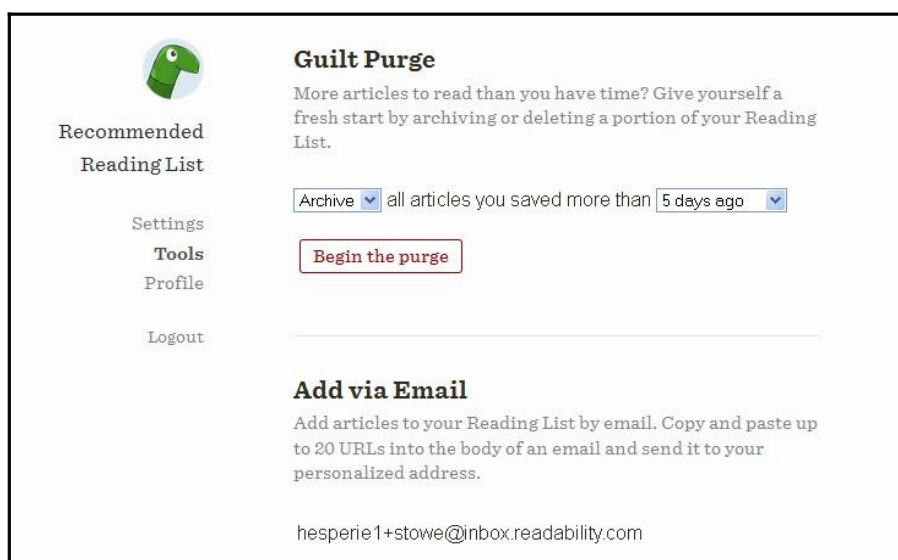 Recommended
Reading List
Settings
Tools
Profile
Logout
Guilt Purge
More articles to read than you have time? Give yourself a
fresh start by archiving or deleting a portion of your Reading
List.
Archive all articles you saved more than 5 days ago
Begin the purge
Add via Email
Add articles to your Reading List by email. Copy and paste up
to 20 URLs into the body of an email and send it to your
personalized address.
hesperie1+stowe@inbox.readability.com